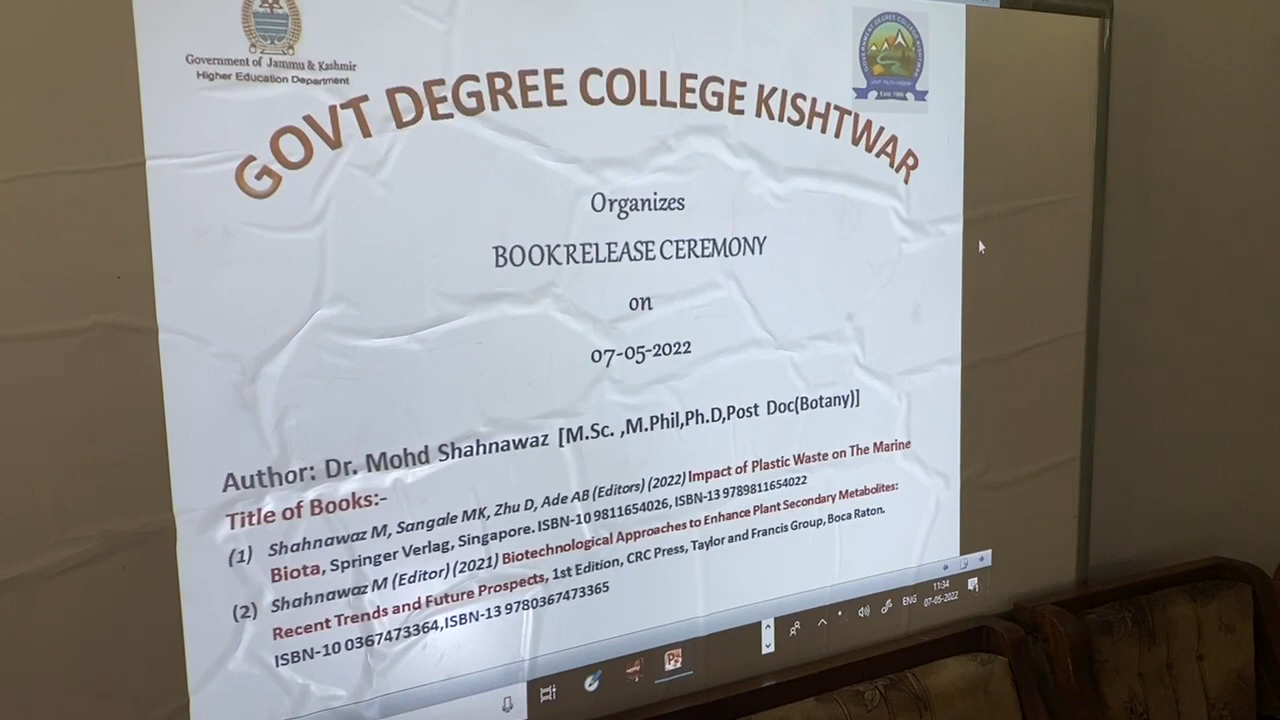 Government of Jammu & Kashmir
Higher Education Department
GOVT DEGREE COLLEGE KISHTWAR
Organizes
BOOK RELEASE CEREMONY
on
07-05-2022
Author: Dr. Mohd Shahnawaz [M.Sc. ,M.Phil,Ph.D,Post Doc(Botany)]
Title of Books:-
(1) Shahnawaz M, Sangale MK, Zhu D, Ade AB (Editors) (2022) Impact of Plastic Waste on The Marine
Biota, Springer Verlag, Singapore. ISBN-10 9811654026, ISBN-13 9789811654022
(2) Shahnawaz M (Editor) (2021) Biotechnological Approaches to Enhance Plant Secondary Metabolites:
Recent Trends and Future Prospects, 1st Edition, CRC Press, Taylor and Francis Group, Boca Raton.
ISBN-10 0367473364,ISBN-13 9780367473365
ENG
11:34
07-05-2022